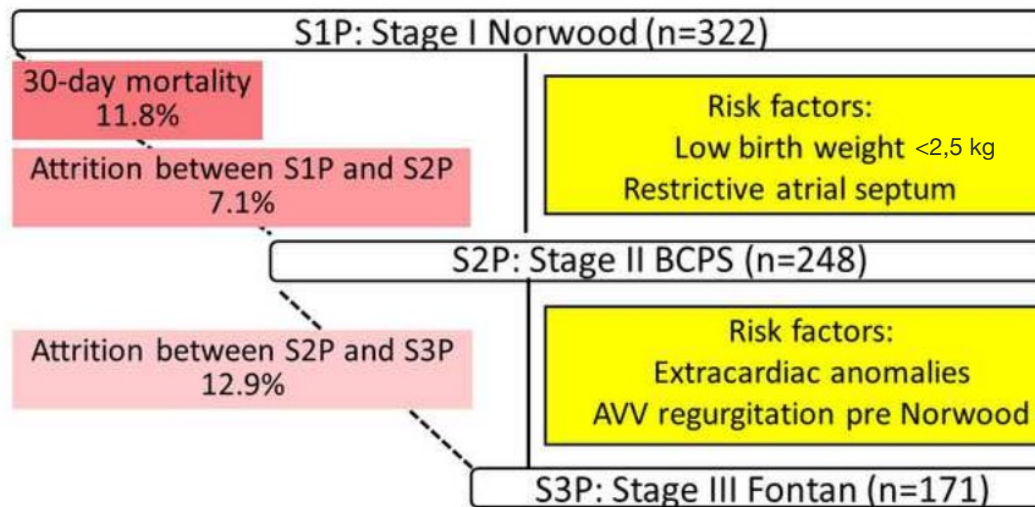 S1P: Stage I Norwood (n=322)
30-day mortality
11.8%
Attrition between S1P and S2P
7.1%
Risk factors:
Low birth weight <2,5 kg
Restrictive atrial septum
S2P: Stage II BCPS (n=248)
Attrition between S2P and S3P
12.9%
Risk factors:
Extracardiac anomalies
AVV regurgitation pre Norwood
S3P: Stage III Fontan (n=171)